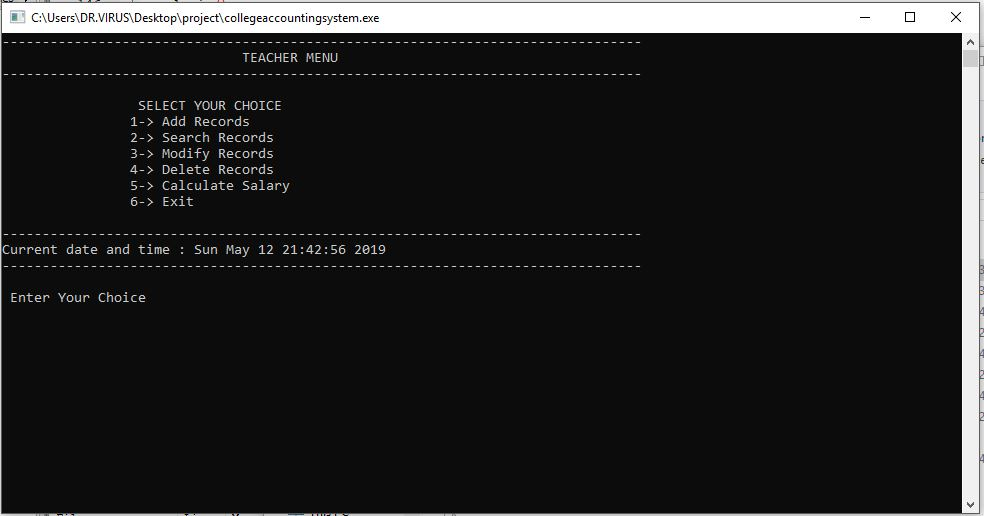 C:\Users\DR.VIRUS\Desktop\project\collegeaccountingsystem.exe
--------------------------------------------------------------------------------
TEACHER MENU
--------------------------------------------------------------------------------
SELECT YOUR CHOICE
1-> Add Records
2-> Search Records
3-> Modify Records
4-> Delete Records
5-> Calculate Salary
6-> Exit
--------------------------------------------------------------------------------
Current date and time : Sun May 12 21:42:56 2019
--------------------------------------------------------------------------------
Enter Your Choice